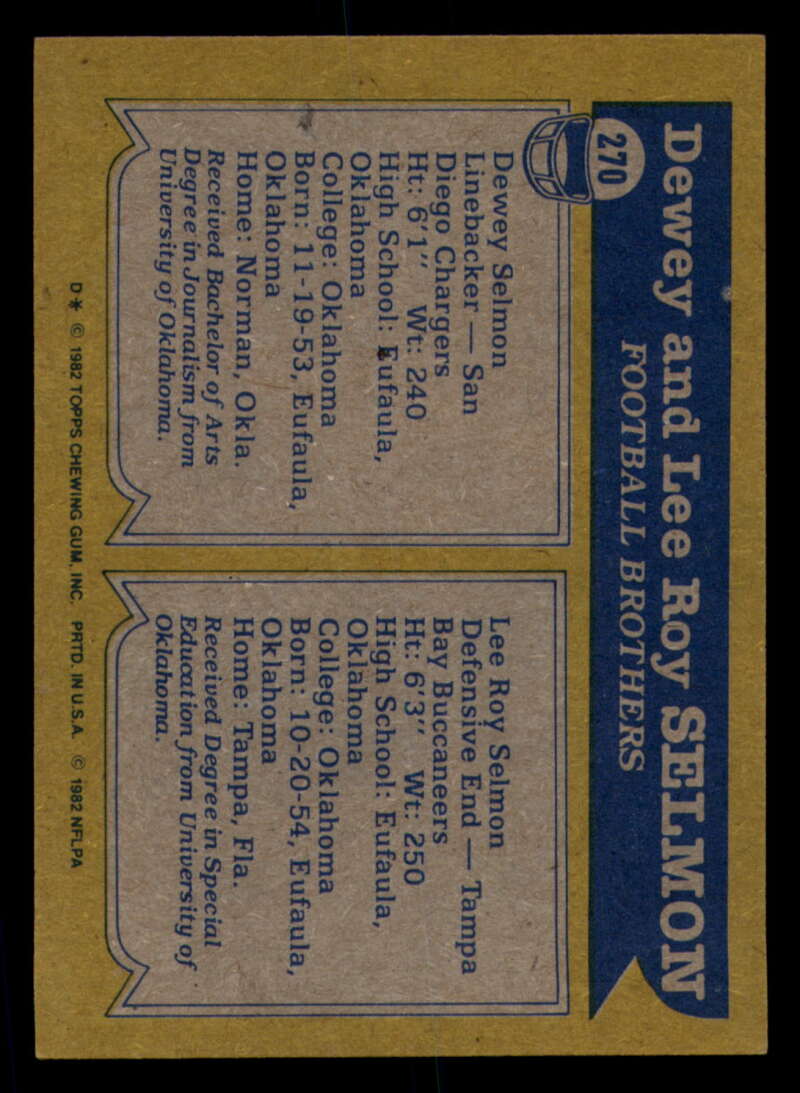 270
Dewey and Lee Roy SELMON
FOOTBALL BROTHERS
Dewey Selmon
Linebacker — San
Diego Chargers
Ht: 6'1" Wt: 240
High School: Eufaula,
Oklahoma
College: Oklahoma
Born: 11-19-53, Eufaula,
Oklahoma
Home: Norman, Okla.
Received Bachelor of Arts
Degree in Journalism from
University of Oklahoma.
Lee Roy Selmon
Defensive End — Tampa
Bay Buccaneers
Ht: 6'3" Wt: 250
High School: Eufaula,
Oklahoma
College: Oklahoma
Born: 10-20-54, Eufaula,
Oklahoma
Home: Tampa, Fla.
Received Degree in Special
Education from University of
Oklahoma.
D* © 1982 TOPPS CHEWING GUM, INC. PRTD. IN U.S.A. © 1982 NFLPA